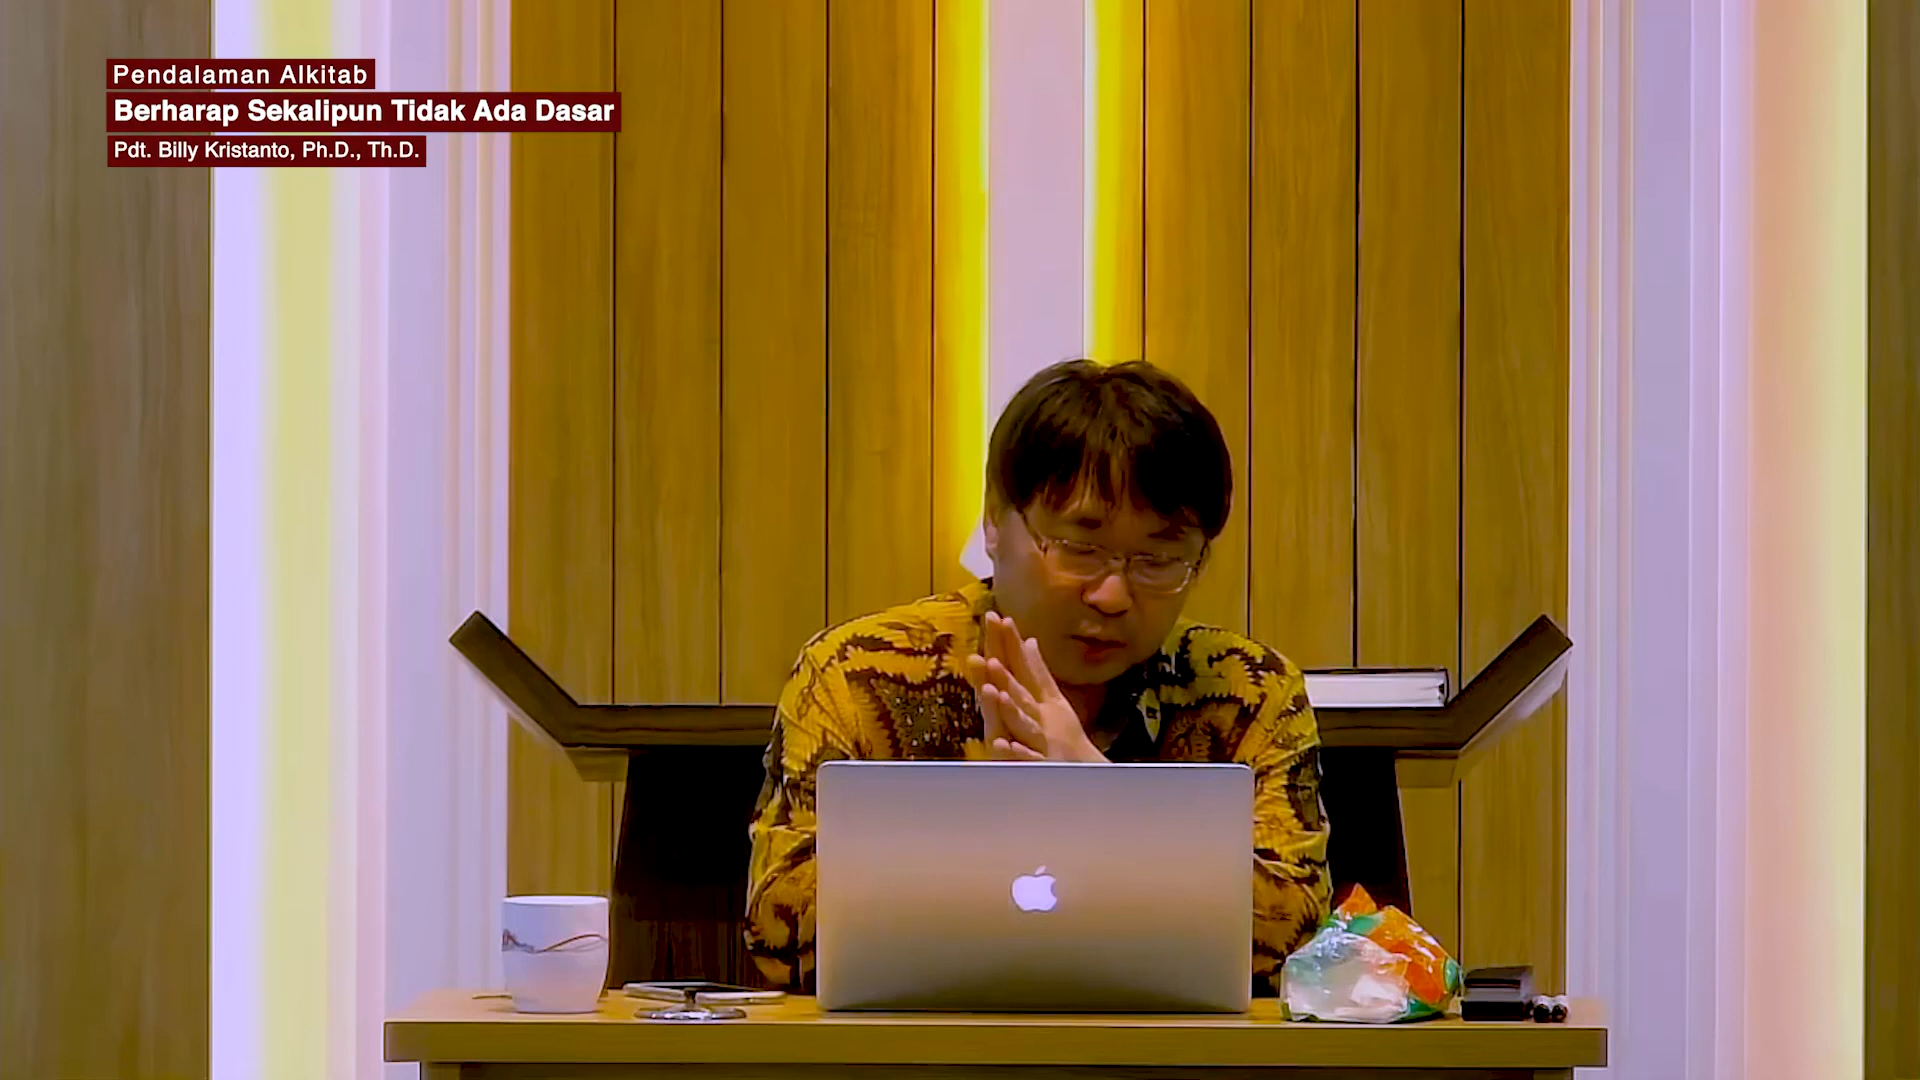 Pendalaman Alkitab
Berharap Sekalipun Tidak Ada Dasar
Pdt. Billy Kristanto, Ph.D., Th.D.